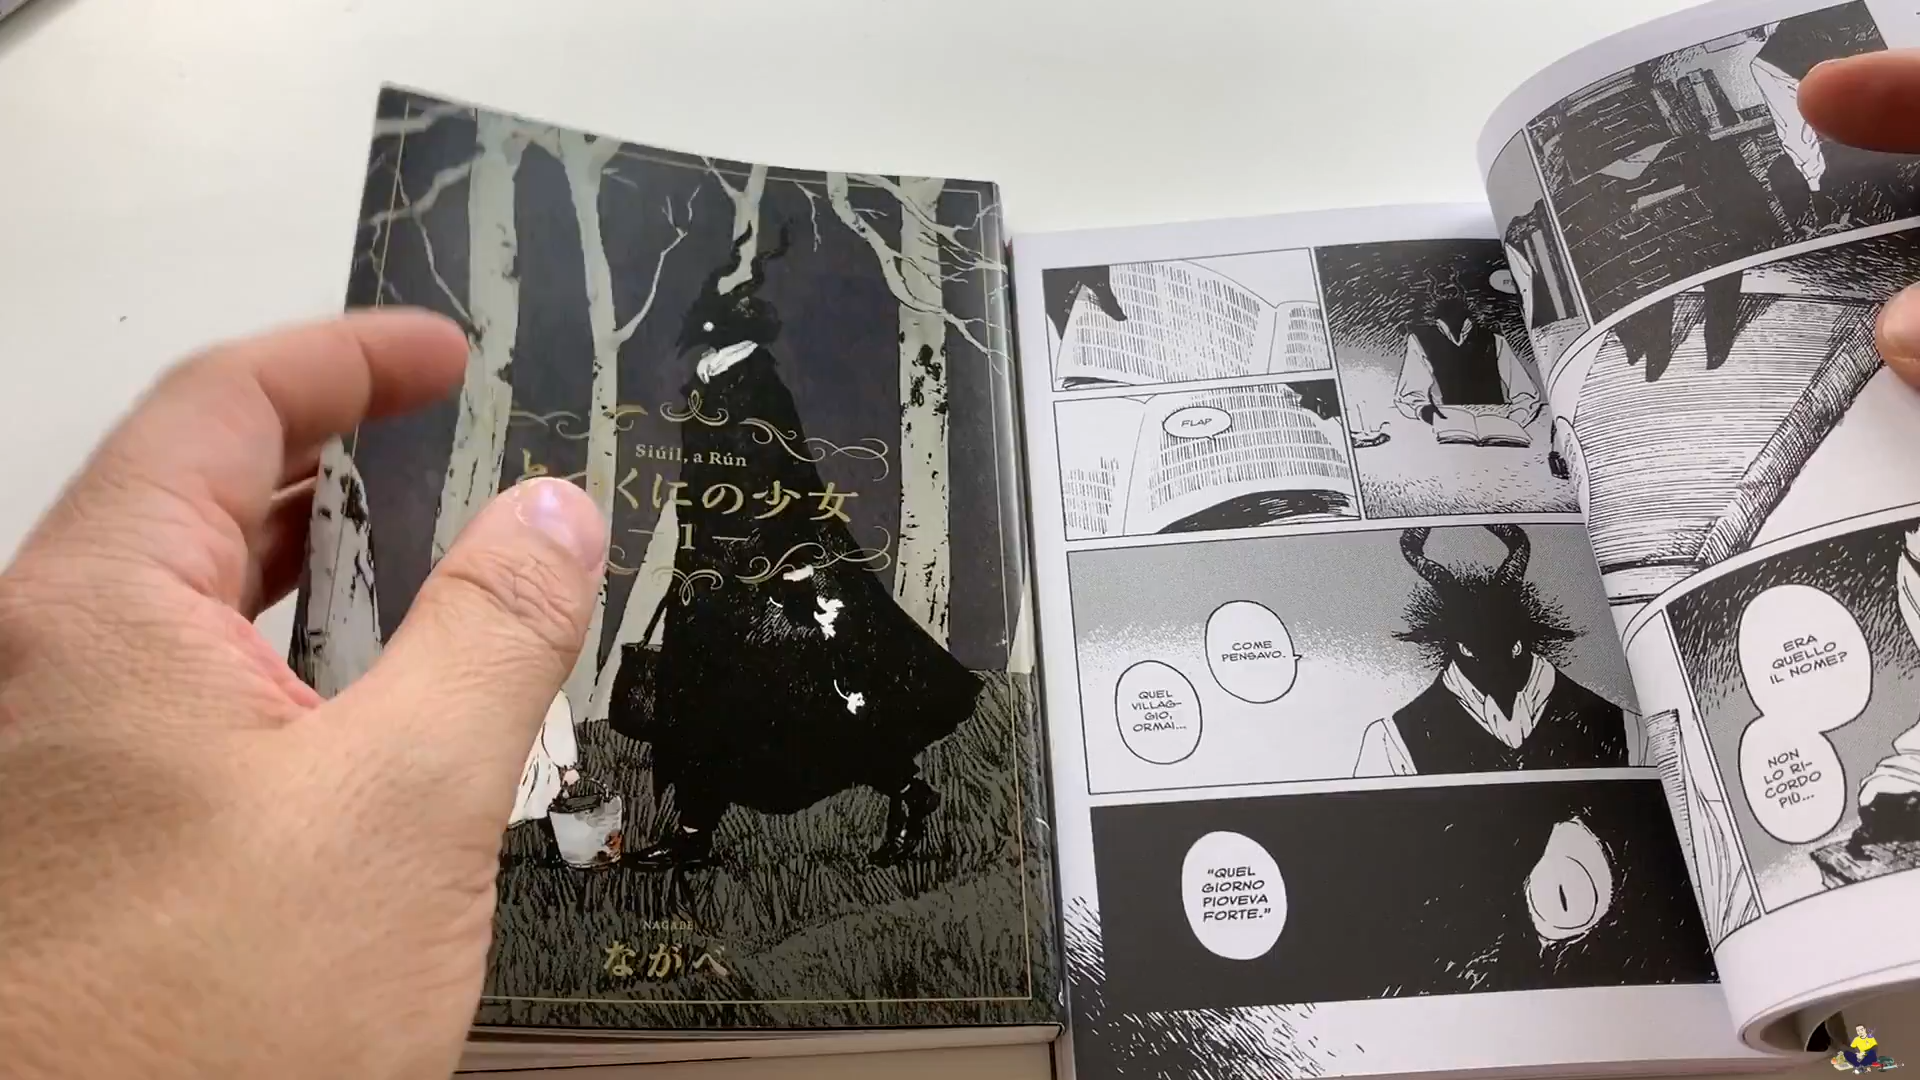 Siúil, a Rún
くにの少女
1
NAGABE
ながべ
FLAP
COME
PENSAVO.
QUEL
VILLAG-
GIO,
ORMAI...
"QUEL
GIORNO
PIOVEVA
FORTE."
ERA
QUELLO
IL NOME?
NON
LO RI-
CORDO
PIÙ...